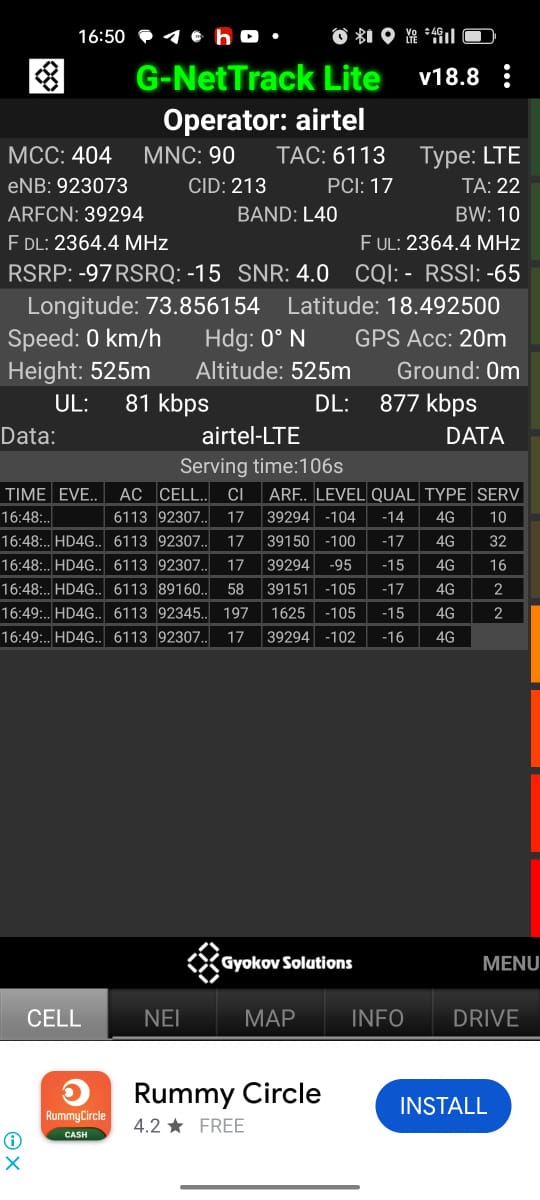 16:50 VO LTE 4G
G-NetTrack Lite v18.8
Operator: airtel
MCC: 404 MNC: 90 TAC: 6113 Type: LTE
eNB: 923073 CID: 213 PCI: 17 TA: 22
ARFCN: 39294 BAND: L40 BW: 10
F DL: 2364.4 MHz F UL: 2364.4 MHz
RSRP: -97 RSRQ: -15 SNR: 4.0 CQI: - RSSI: -65
Longitude: 73.856154 Latitude: 18.492500
Speed: 0 km/h Hdg: 0° N GPS Acc: 20m
Height: 525m Altitude: 525m Ground: 0m
UL: 81 kbps DL: 877 kbps
Data: airtel-LTE DATA
Serving time:106s
TIME EVE.. AC CELL.. CI ARF.. LEVEL QUAL TYPE SERV
16:48:.. 6113 92307.. 17 39294 -104 -14 4G 10
16:48:.. HD4G.. 6113 92307.. 17 39150 -100 -17 4G 32
16:48:.. HD4G.. 6113 92307.. 17 39294 -95 -15 4G 16
16:48:.. HD4G.. 6113 89160.. 58 39151 -105 -17 4G 2
16:49:.. HD4G.. 6113 92345.. 197 1625 -105 -15 4G 2
16:49:.. HD4G.. 6113 92307.. 17 39294 -102 -16 4G
Gyokov Solutions MENU
CELL NEI MAP INFO DRIVE
RummyCircle
CASH
Rummy Circle
4.2 ★ FREE
INSTALL